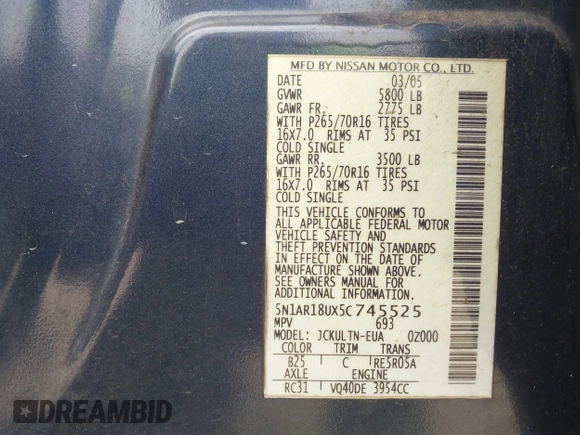 MFD BY NISSAN MOTOR CO., LTD.
DATE 03/05
GVWR 5800 LB
GAWR FR. 2775 LB
WITH P265/70R16 TIRES
16X7.0 RIMS AT 35 PSI
COLD SINGLE
GAWR RR. 3500 LB
WITH P265/70R16 TIRES
16X7.0 RIMS AT 35 PSI
COLD SINGLE
THIS VEHICLE CONFORMS TO
ALL APPLICABLE FEDERAL MOTOR
VEHICLE SAFETY AND
THEFT PREVENTION STANDARDS
IN EFFECT ON THE DATE OF
MANUFACTURE SHOWN ABOVE.
SEE OWNERS MANUAL FOR
ADDITIONAL INFORMATION.
5N1AR18UX5C745525
MPV 693
MODEL: JCKULTN-EUA 0Z000
COLOR TRIM TRANS
B25 C RE5R05A
AXLE ENGINE
RC31 VQ40DE 3954CC
DREAMBID